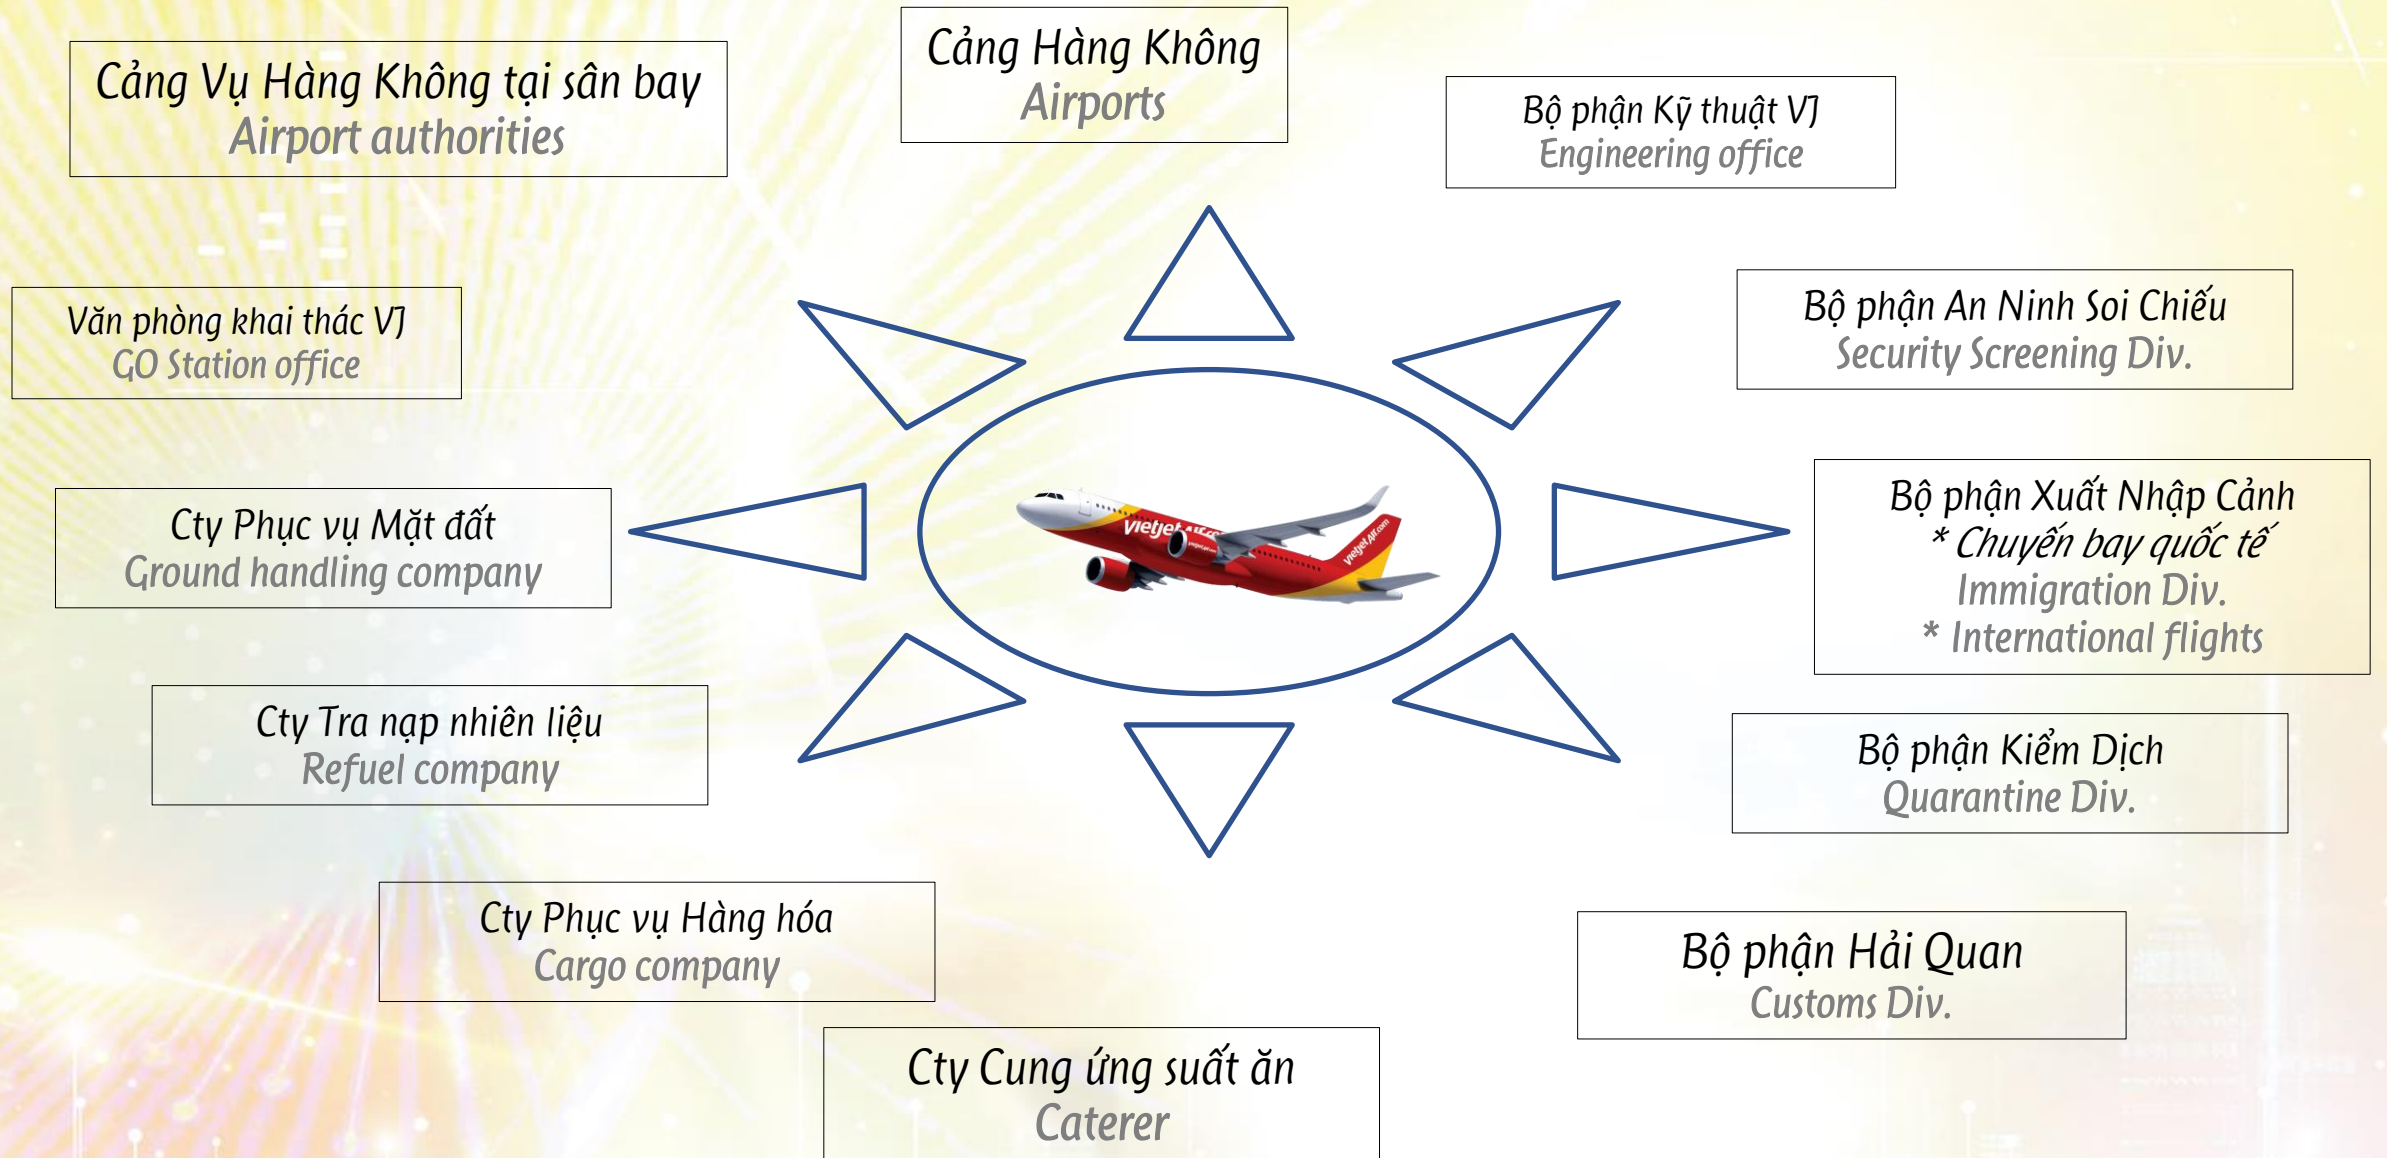 Cảng Vụ Hàng Không tại sân bay
Airport authorities
Cảng Hàng Không
Airports
Bộ phận Kỹ thuật VJ
Engineering office
Văn phòng khai thác VJ
GO Station office
Bộ phận An Ninh Soi Chiếu
Security Screening Div.
Cty Phục vụ Mặt đất
Ground handling company
Bộ phận Xuất Nhập Cảnh
* Chuyến bay quốc tế
Immigration Div.
* International flights
Cty Tra nạp nhiên liệu
Refuel company
Bộ phận Kiểm Dịch
Quarantine Div.
Cty Phục vụ Hàng hóa
Cargo company
Bộ phận Hải Quan
Customs Div.
Cty Cung ứng suất ăn
Caterer
vietjet Air.com